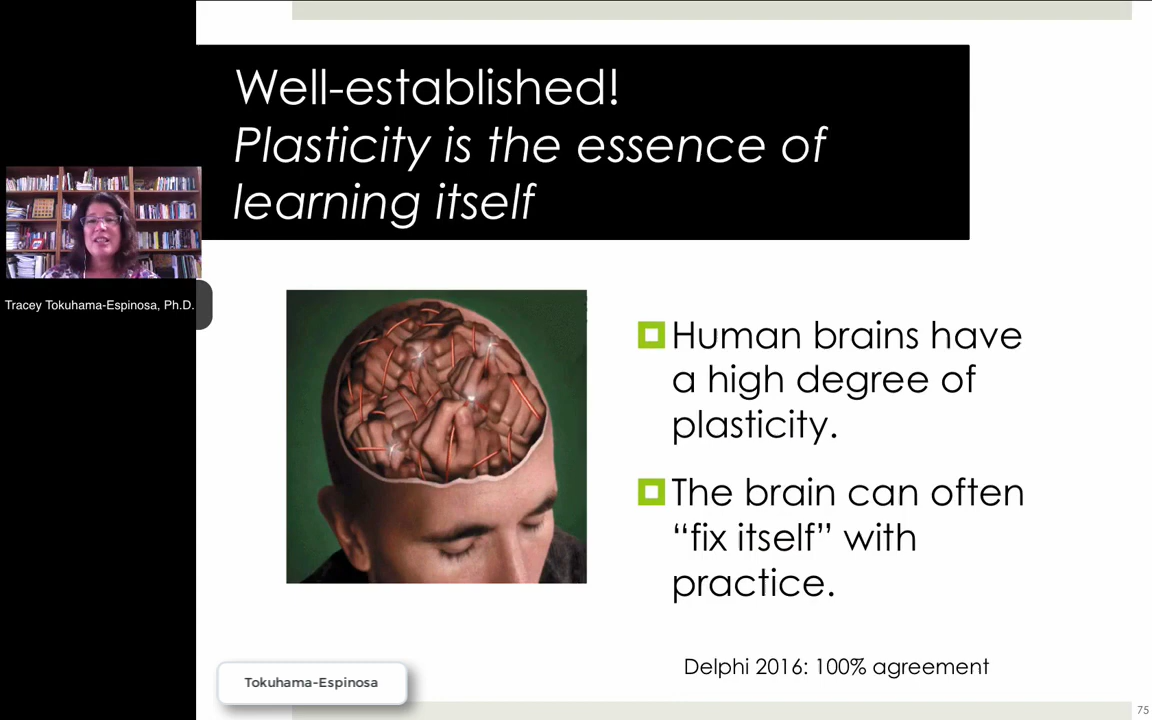 Well-established!
Plasticity is the essence of
learning itself
Tracey Tokuhama-Espinosa, Ph.D.
Human brains have
a high degree of
plasticity.
The brain can often
“fix itself” with
practice.
Delphi 2016: 100% agreement
Tokuhama-Espinosa
75